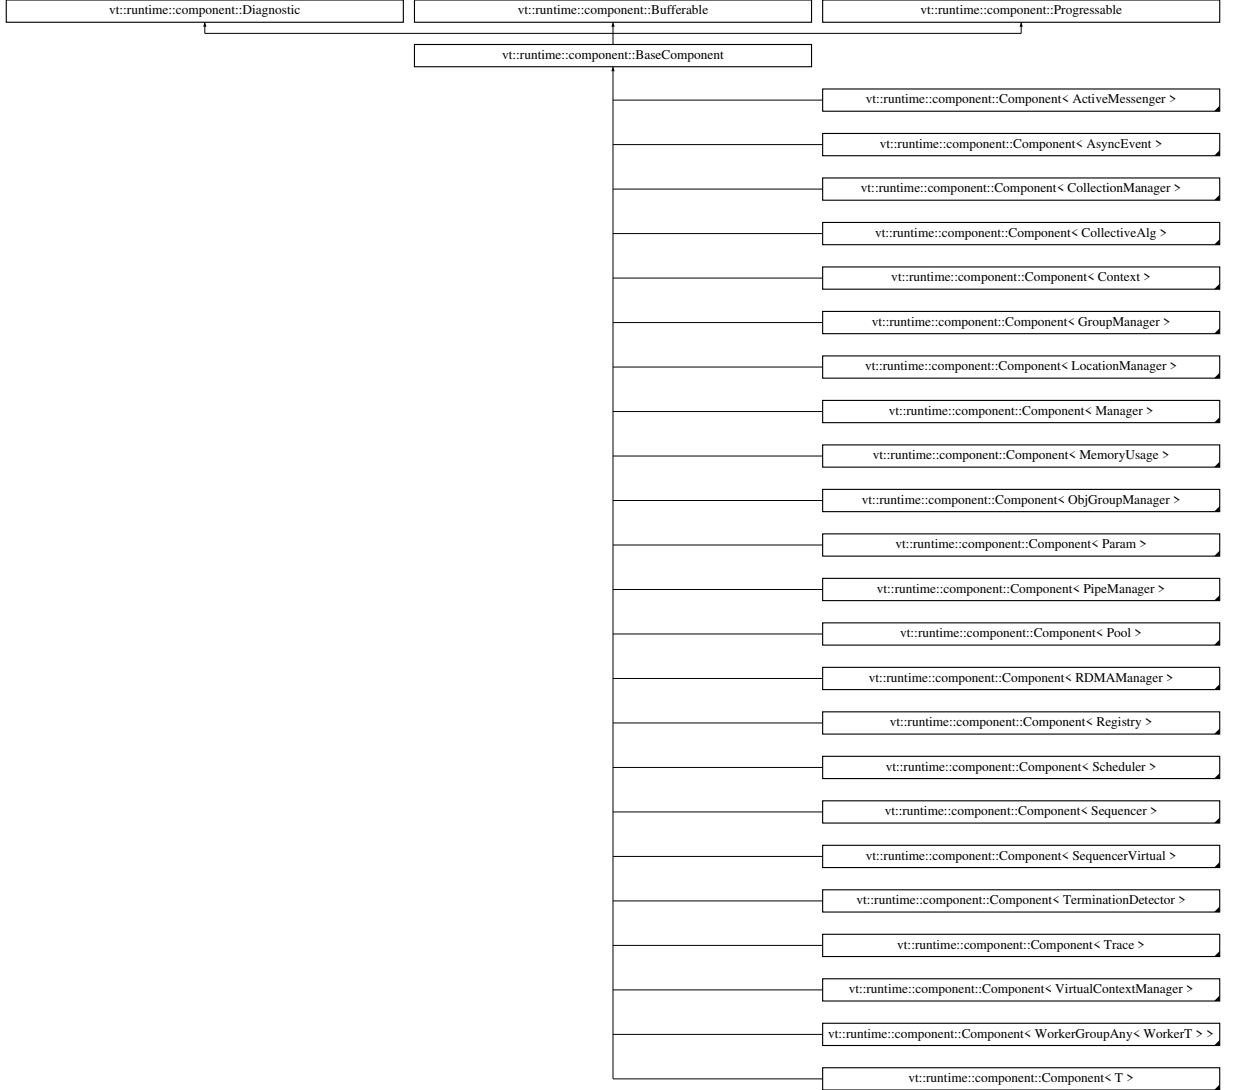 vt::runtime::component::Diagnostic
vt::runtime::component::Bufferable
vt::runtime::component::Progressable
vt::runtime::component::BaseComponent
vt::runtime::component::Component< ActiveMessenger >
vt::runtime::component::Component< AsyncEvent >
vt::runtime::component::Component< CollectionManager >
vt::runtime::component::Component< CollectiveAlg >
vt::runtime::component::Component< Context >
vt::runtime::component::Component< GroupManager >
vt::runtime::component::Component< LocationManager >
vt::runtime::component::Component< Manager >
vt::runtime::component::Component< MemoryUsage >
vt::runtime::component::Component< ObjGroupManager >
vt::runtime::component::Component< Param >
vt::runtime::component::Component< PipeManager >
vt::runtime::component::Component< Pool >
vt::runtime::component::Component< RDMAManager >
vt::runtime::component::Component< Registry >
vt::runtime::component::Component< Scheduler >
vt::runtime::component::Component< Sequencer >
vt::runtime::component::Component< SequencerVirtual >
vt::runtime::component::Component< TerminationDetector >
vt::runtime::component::Component< Trace >
vt::runtime::component::Component< VirtualContextManager >
vt::runtime::component::Component< WorkerGroupAny< WorkerT > >
vt::runtime::component::Component< T >